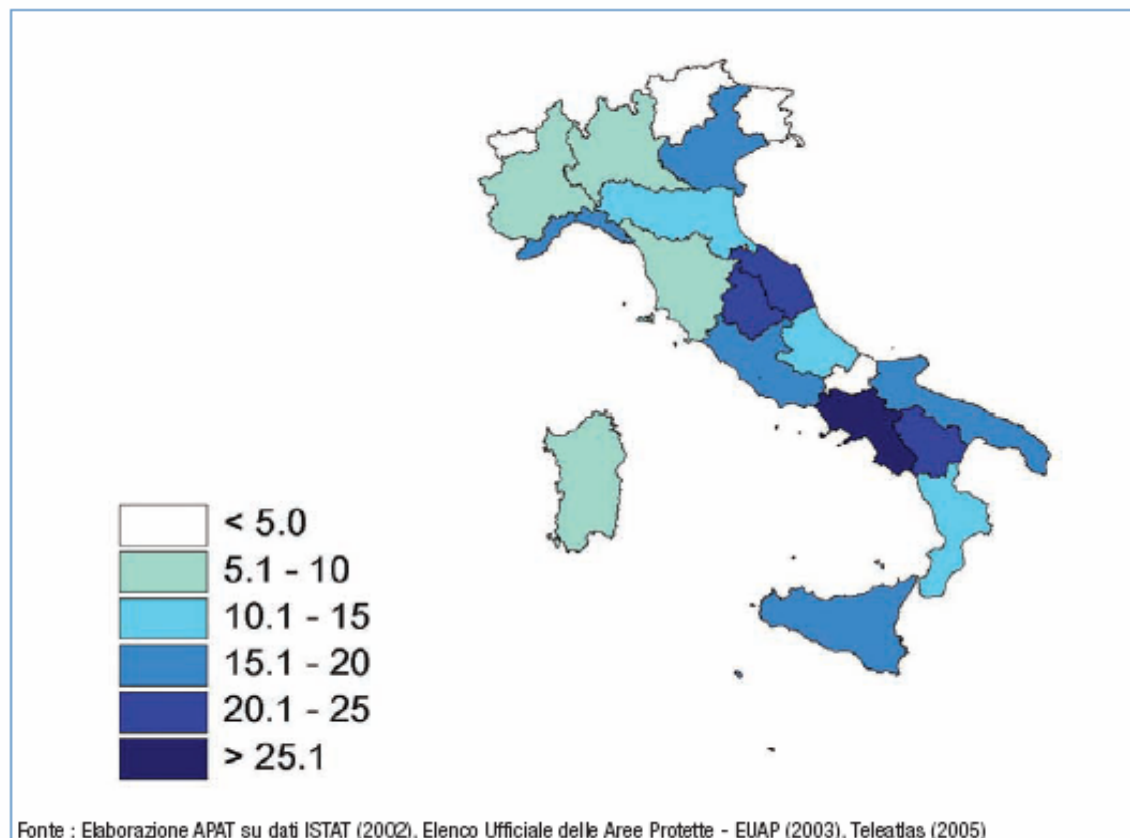 < 5.0
5.1 - 10
10.1 - 15
15.1 - 20
20.1 - 25
> 25.1
Fonte : Elaborazione APAT su dati ISTAT (2002), Elenco Ufficiale delle Aree Protette - EUAP (2003), Teleatlas (2005)